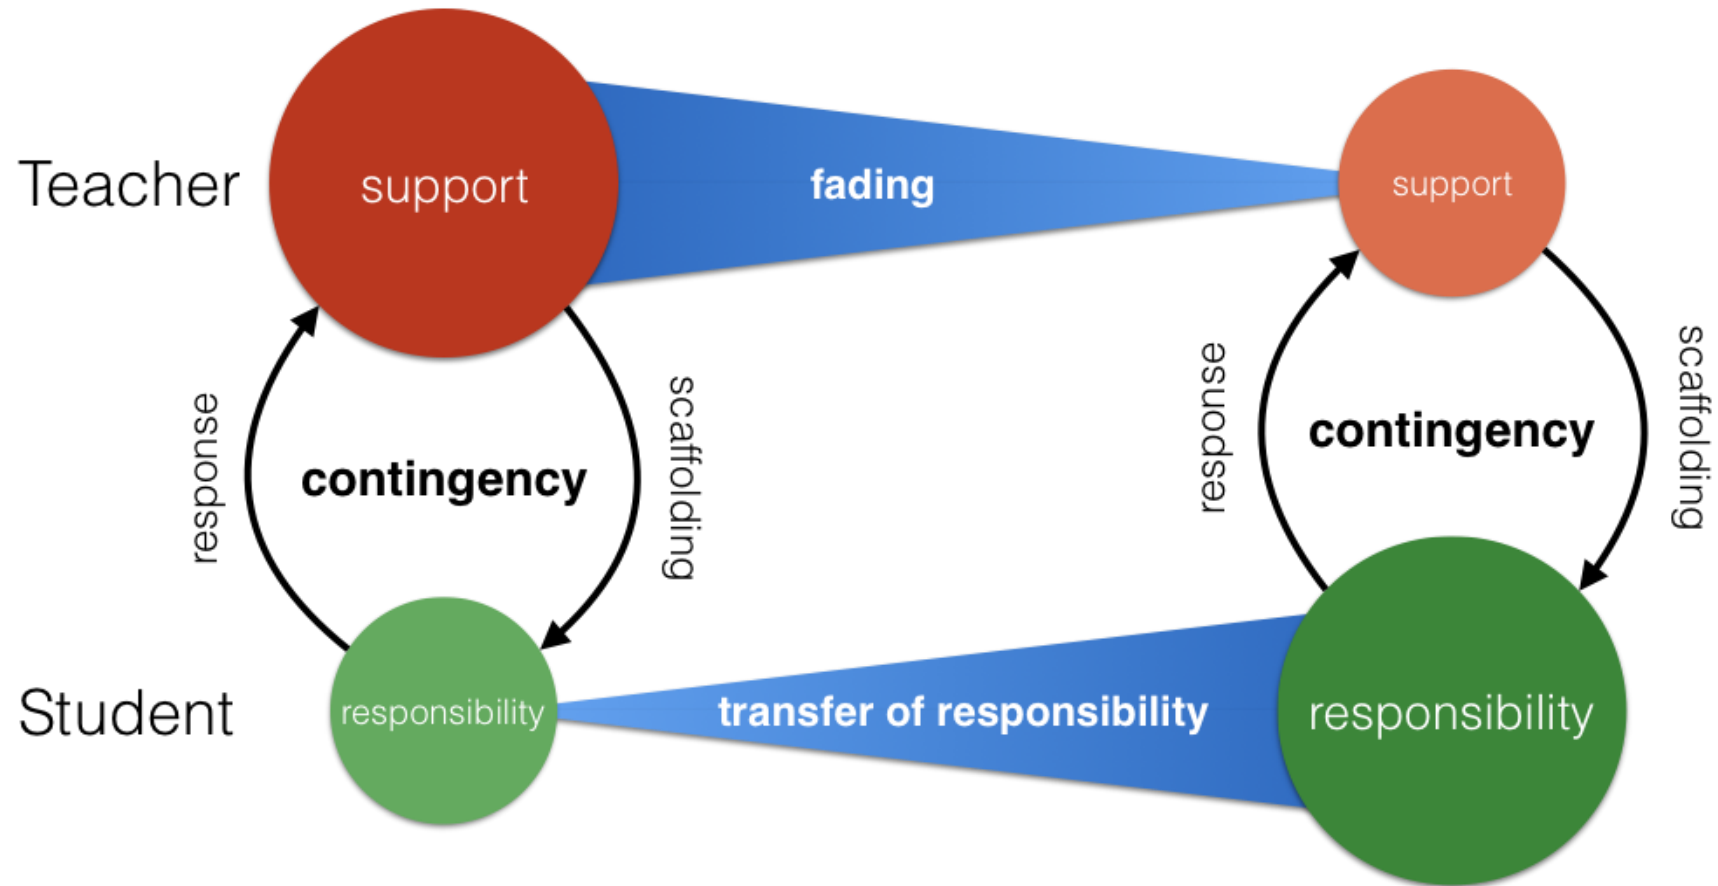 Teacher
support
fading
support
response
contingency
scaffolding
response
contingency
scaffolding
Student
responsibility
transfer of responsibility
responsibility